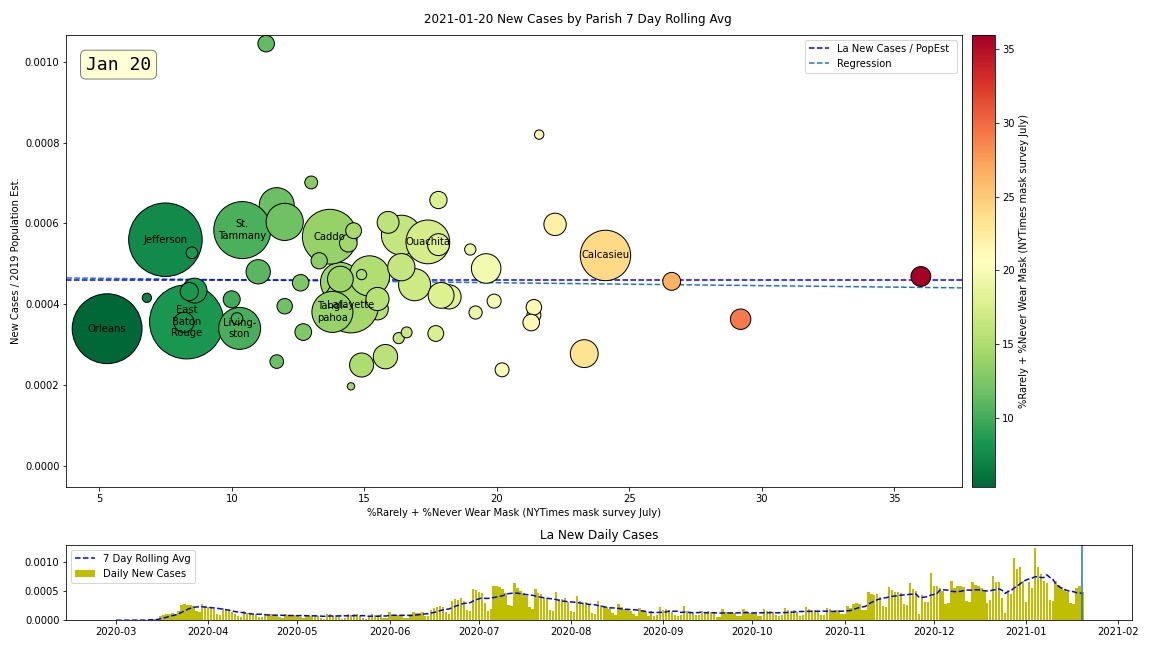 2021-01-20 New Cases by Parish 7 Day Rolling Avg
Jan 20
La New Cases / PopEst
Regression
New Cases / 2019 Population Est.
0.0010
0.0008
0.0006
0.0004
0.0002
0.0000
Jefferson
St.
Tammany
Caddo
Ouachita
Calcasieu
Orleans
East
Baton
Rouge
Living-
ston
Tangi-
pahoa
Lafayette
5
10
15
20
25
30
35
%Rarely + %Never Wear Mask (NYTimes mask survey July)
35
30
25
20
15
10
%Rarely + %Never Wear Mask (NYTimes mask survey July)
La New Daily Cases
7 Day Rolling Avg
Daily New Cases
0.0010
0.0005
0.0000
2020-03
2020-04
2020-05
2020-06
2020-07
2020-08
2020-09
2020-10
2020-11
2020-12
2021-01
2021-02